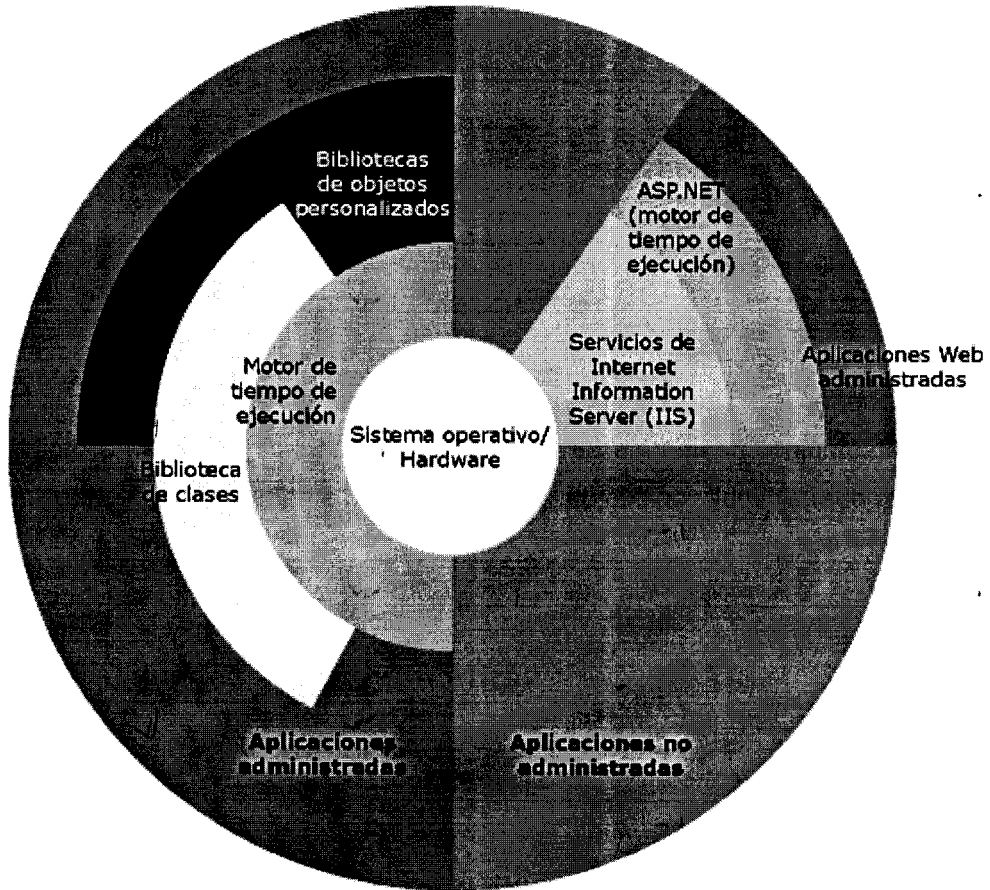 Bibliotecas
de objetos
personalizados
ASP.NET
(motor de
tiempo de
ejecución)
Servicios de
Internet
Information
Server (IIS)
Aplicaciones Web
administradas
Motor de
tiempo de
ejecución
Sistema operativo/
Hardware
Biblioteca
de clases
Aplicaciones
administradas
Aplicaciones no
administradas